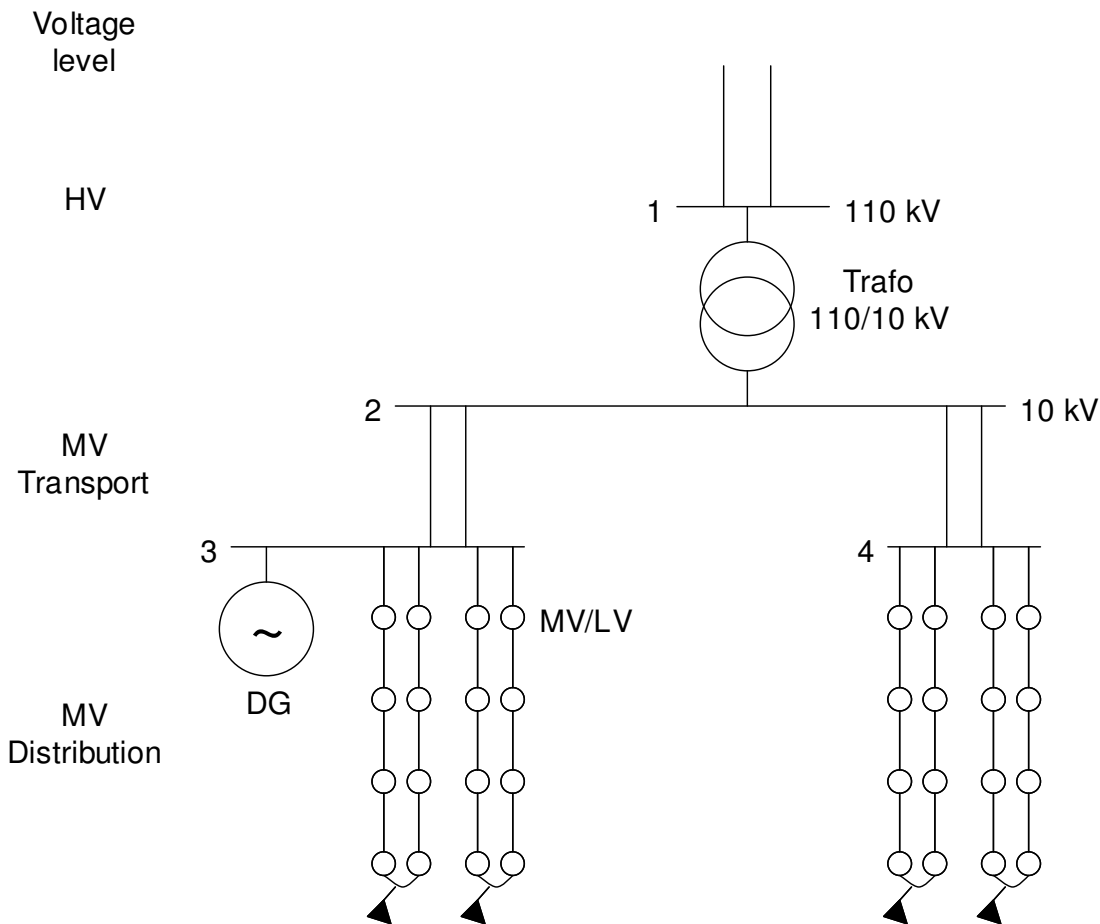 Voltage
level
HV
1
110 kV
Trafo
110/10 kV
2
10 kV
MV
Transport
3
4
~
MV/LV
DG
MV
Distribution